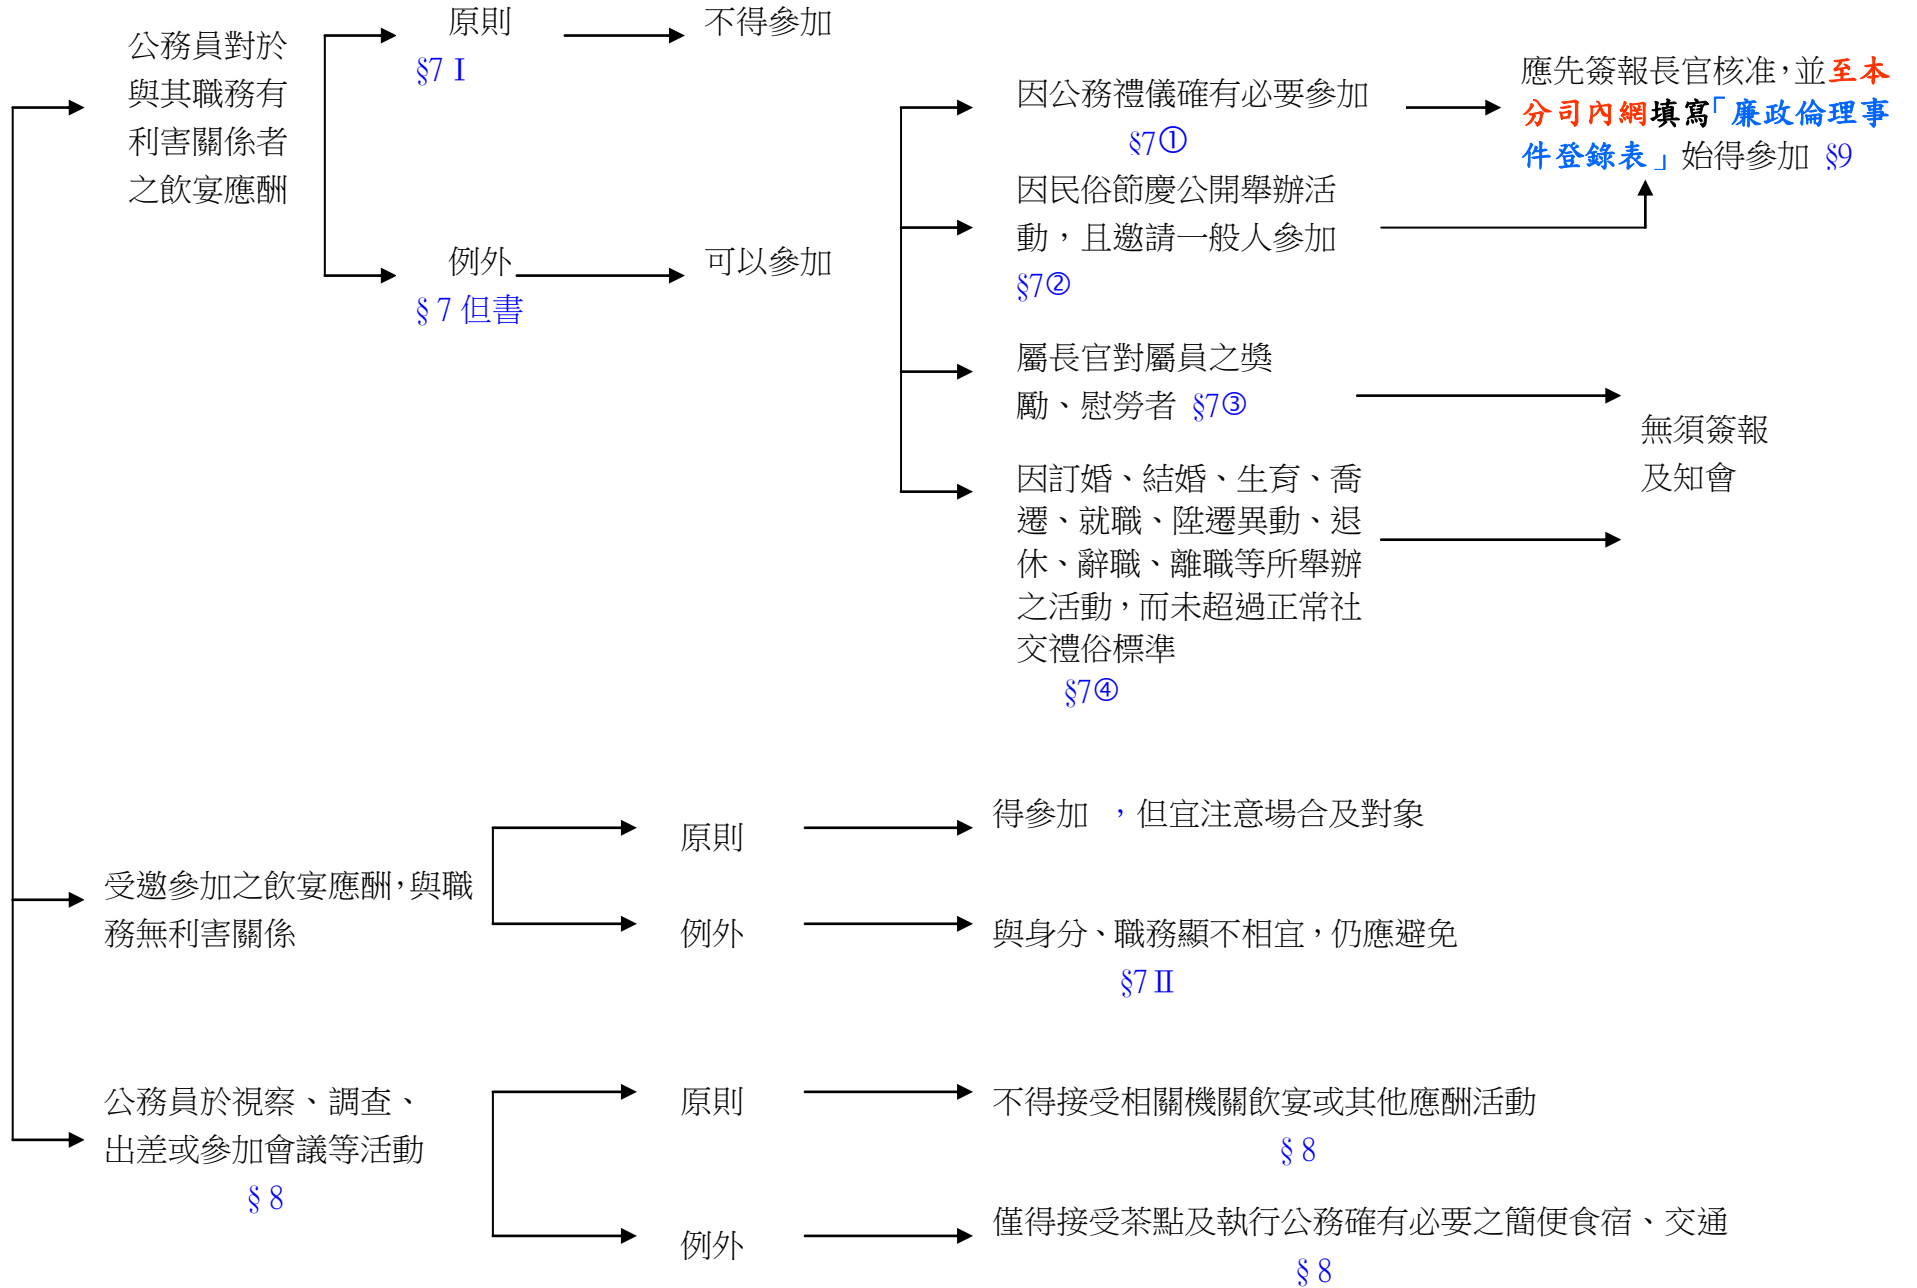 公務員對於
與其職務有
利害關係者
之飲宴應酬
原則
§7 I
不得參加
例外
§ 7 但書
可以參加
因公務禮儀確有必要參加
§7①
因民俗節慶公開舉辦活
動，且邀請一般人參加
§7②
應先簽報長官核准，並至本
分司內網填寫「廉政倫理事
件登錄表」始得參加 §9
屬長官對屬員之獎
勵、慰勞者 §7③
因訂婚、結婚、生育、喬
遷、就職、陞遷異動、退
休、辭職、離職等所舉辦
之活動，而未超過正常社
交禮俗標準
§7④
無須簽報
及知會
受邀參加之飲宴應酬，與職
務無利害關係
原則
得參加 ，但宜注意場合及對象
例外
與身分、職務顯不相宜，仍應避免
§7 II
公務員於視察、調查、
出差或參加會議等活動
§ 8
原則
不得接受相關機關飲宴或其他應酬活動
§ 8
例外
僅得接受茶點及執行公務確有必要之簡便食宿、交通
§ 8